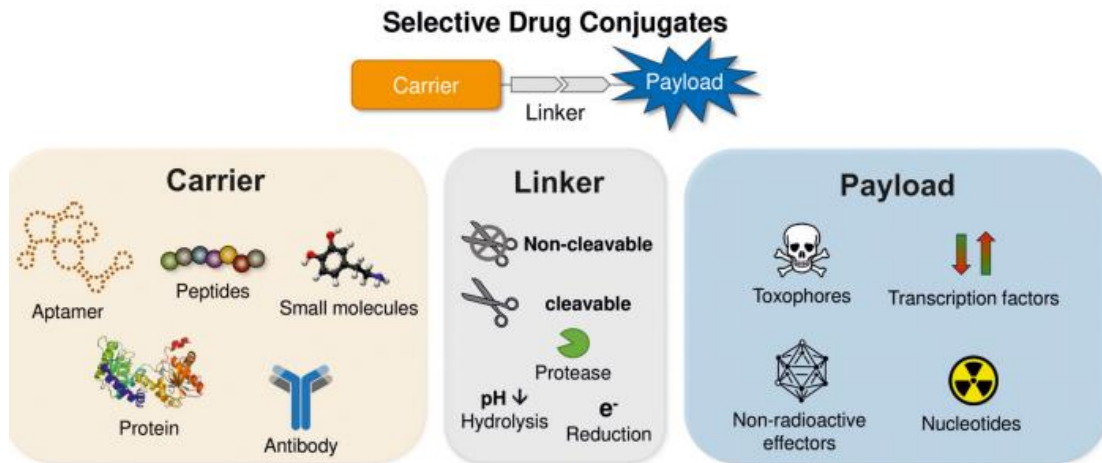 Selective Drug Conjugates
Carrier
Linker
Payload
Carrier
Aptamer
Peptides
Small molecules
Protein
Antibody
Linker
Non-cleavable
cleavable
Protease
pH ↓
Hydrolysis
e-
Reduction
Payload
Toxophores
Transcription factors
Non-radioactive
effectors
Nucleotides